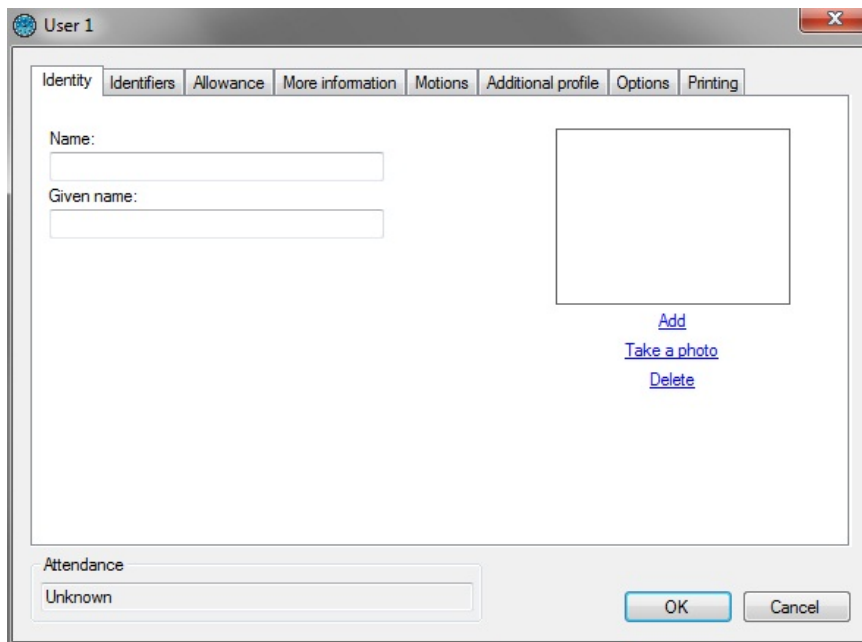 User 1
Identity Identifiers Allowance More information Motions Additional profile Options Printing
Name:
Given name:
Add
Take a photo
Delete
Attendance
Unknown
OK Cancel